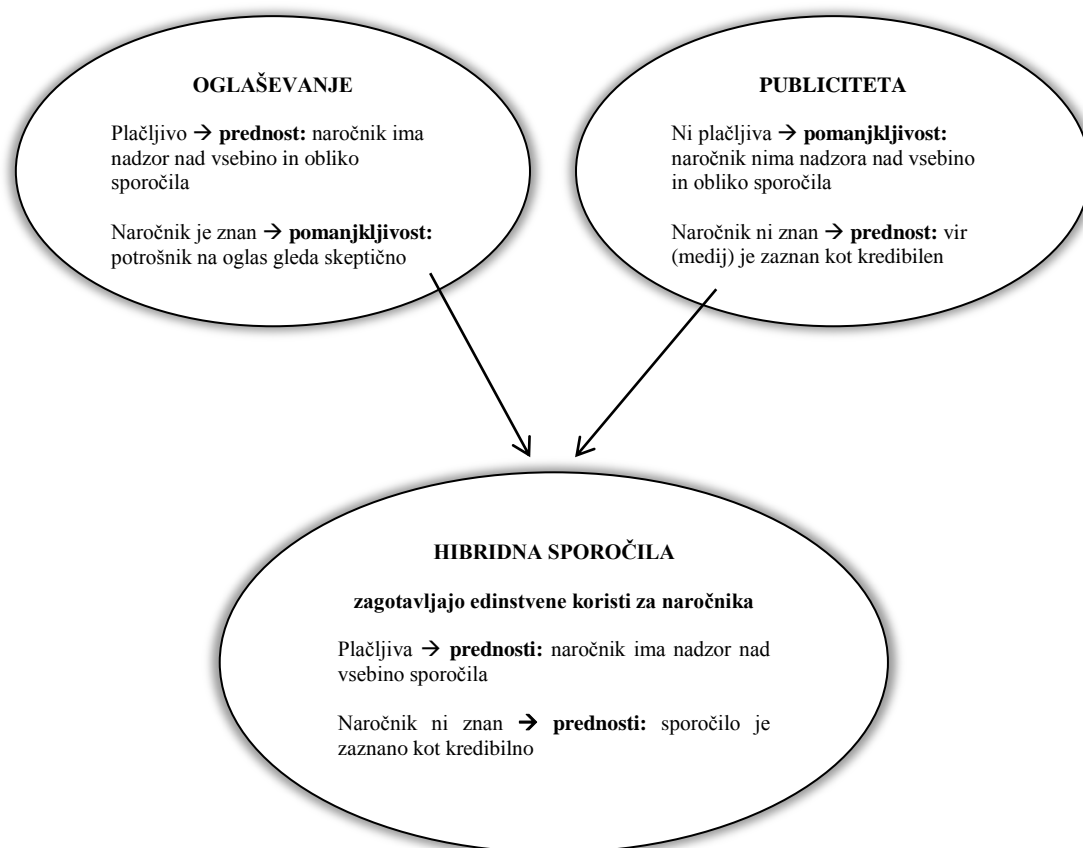 OGLAŠEVANJE
Plačljivo → prednost: naročnik ima
nadzor nad vsebino in obliko
sporočila
Naročnik je znan → pomanjkljivost:
potrošnik na oglas gleda skeptično
PUBLICITETA
Ni plačljiva → pomanjkljivost:
naročnik nima nadzora nad vsebino
in obliko sporočila
Naročnik ni znan → prednost: vir
(medij) je zaznan kot kredibilen
HIBRIDNA SPOROČILA
zagotavljajo edinstvene koristi za naročnika
Plačljiva → prednosti: naročnik ima nadzor nad
vsebino sporočila
Naročnik ni znan → prednosti: sporočilo je
zaznano kot kredibilno